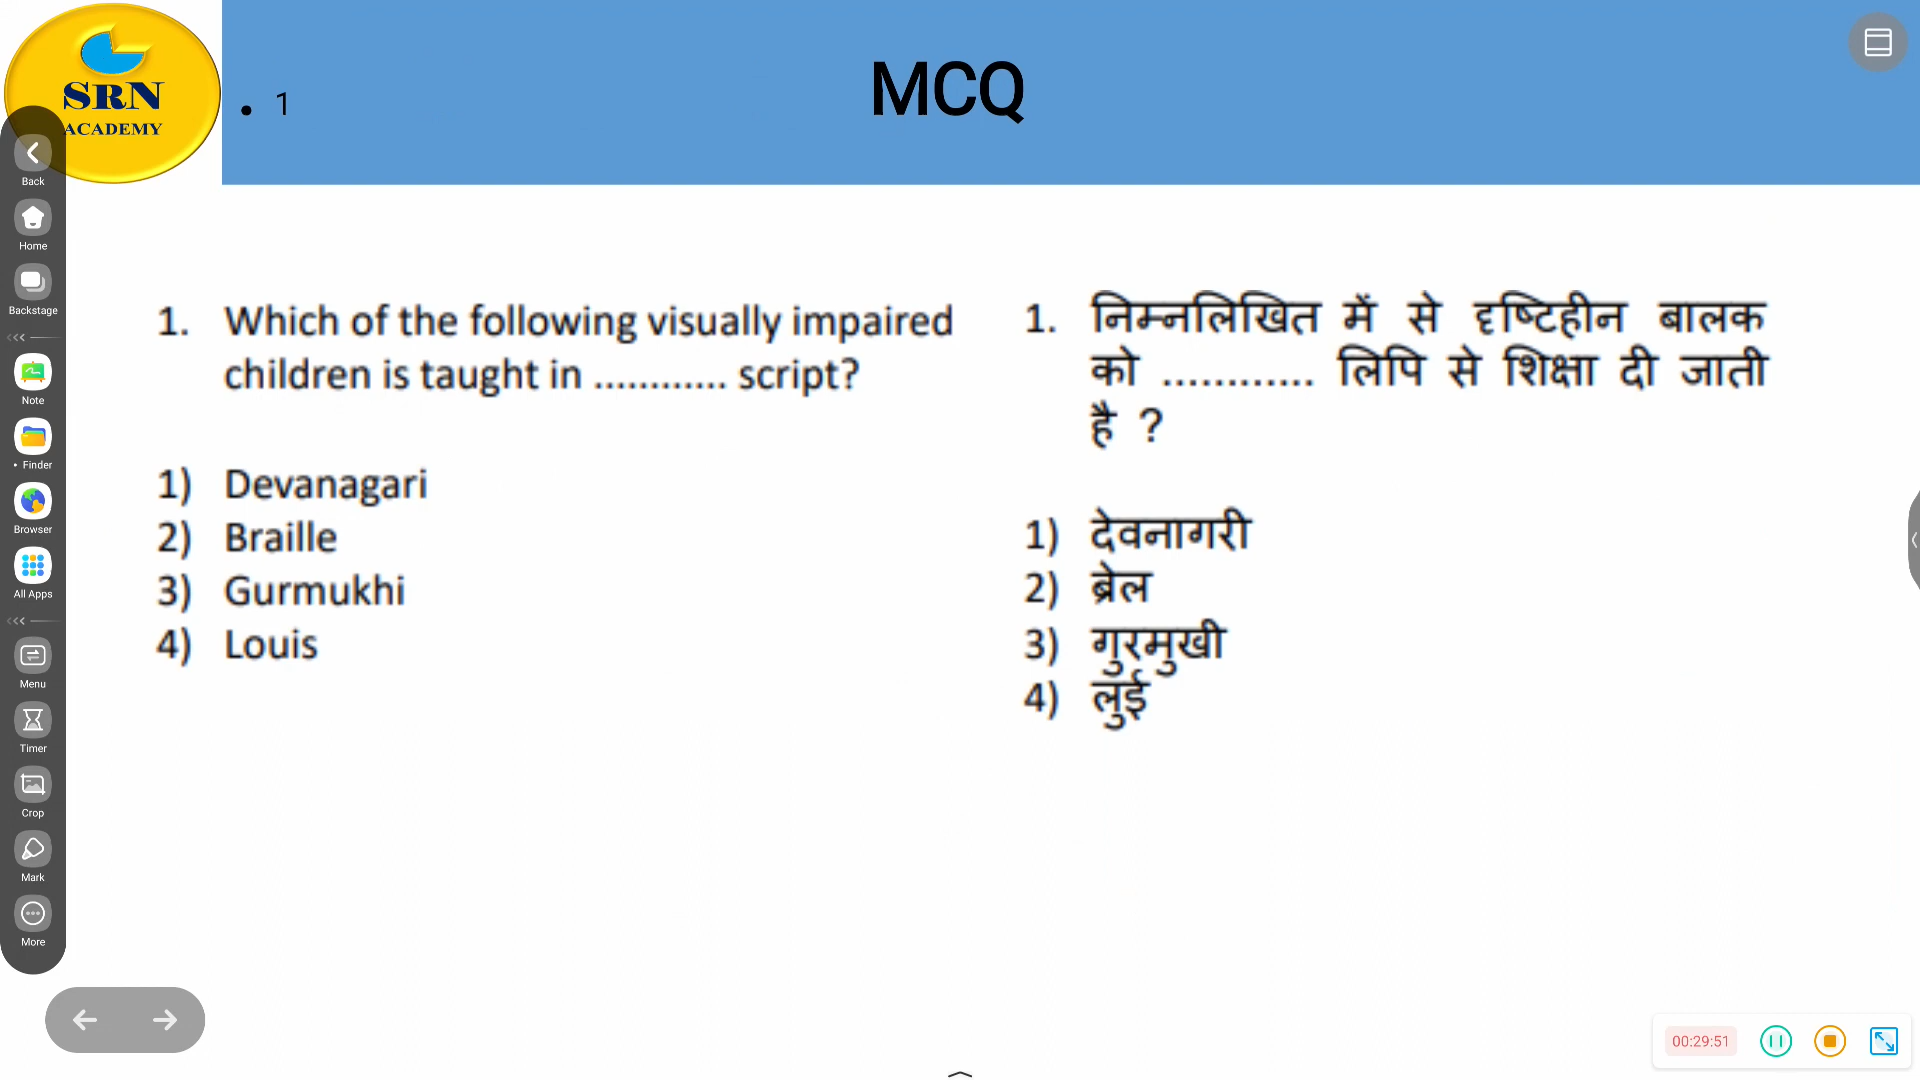 SRN
ACADEMY
• 1
MCQ
Back
Home
Backstage
Note
• Finder
Browser
All Apps
Menu
Timer
Crop
Mark
More
1. Which of the following visually impaired
children is taught in ............ script?
1) Devanagari
2) Braille
3) Gurmukhi
4) Louis
1. निम्नलिखित में से दृष्टिहीन बालक
को ............ लिपि से शिक्षा दी जाती
है ?
1) देवनागरी
2) ब्रेल
3) गुरमुखी
4) लुई
00:29:51